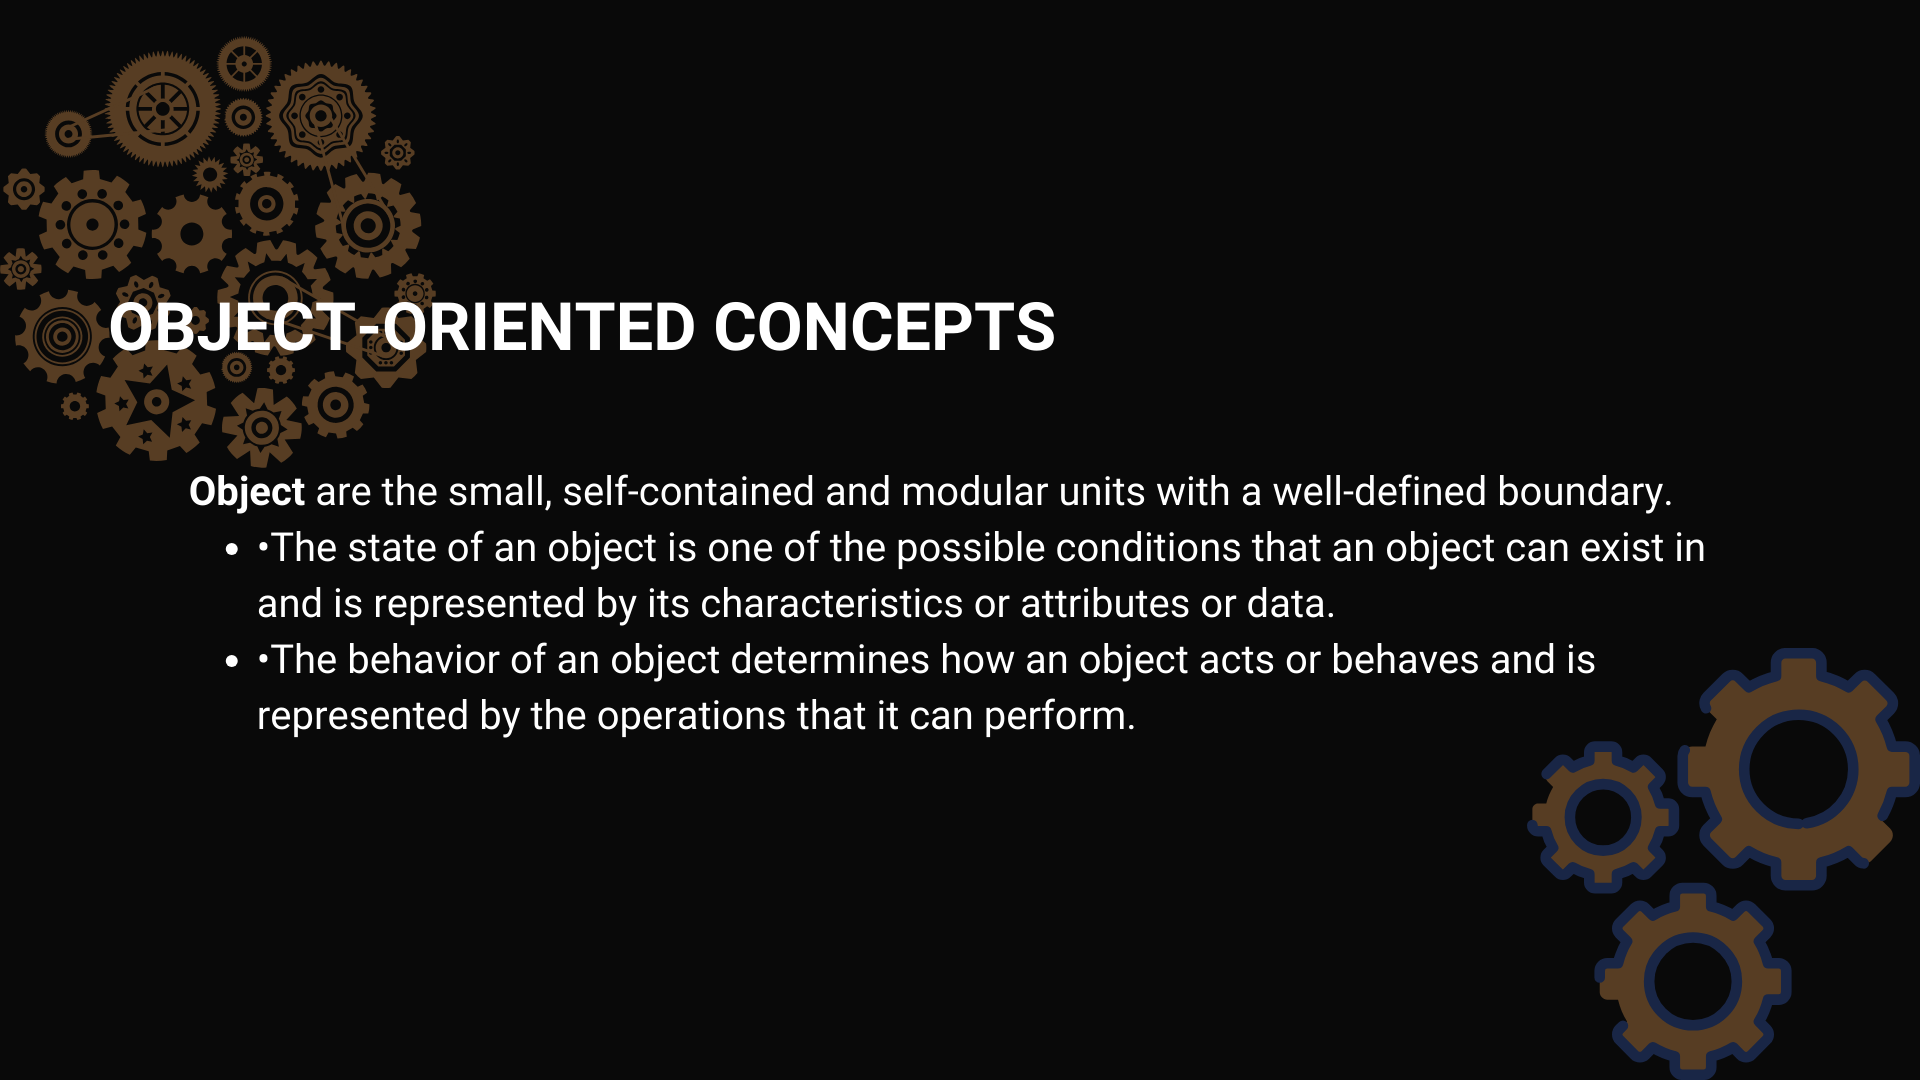 OBJECT-ORIENTED CONCEPTS
Object are the small, self-contained and modular units with a well-defined boundary.
• •The state of an object is one of the possible conditions that an object can exist in
and is represented by its characteristics or attributes or data.
• •The behavior of an object determines how an object acts or behaves and is
represented by the operations that it can perform.